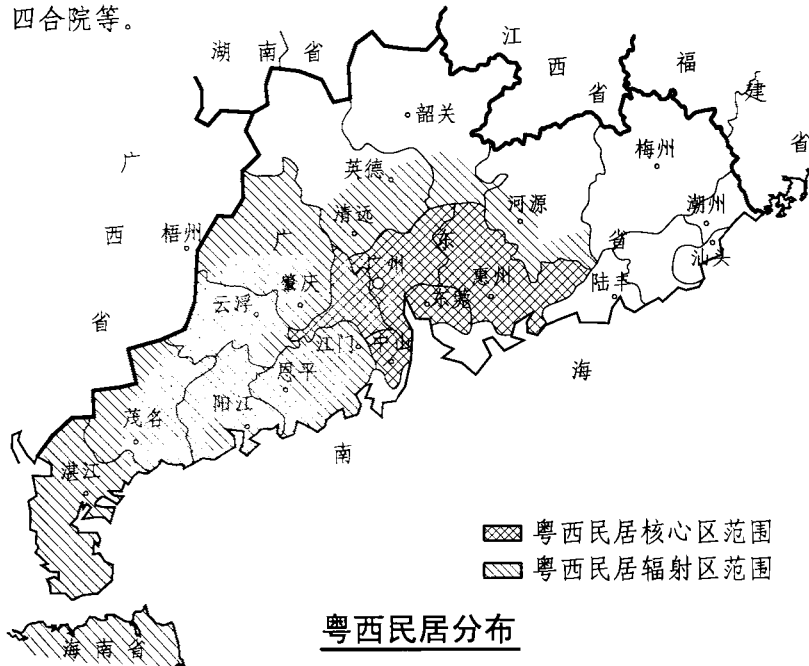 四合院等。
湖南省
江西省
福建省
广西省
韶关
梅州
英德
潮州
清远
河源
梧州
广东省
汕头
广州
肇庆
惠州
陆丰
云浮
东莞
江门
中山
恩平
海
茂名
阳江
南
湛江
粤西民居核心区范围
粤西民居辐射区范围
海南省
粤西民居分布